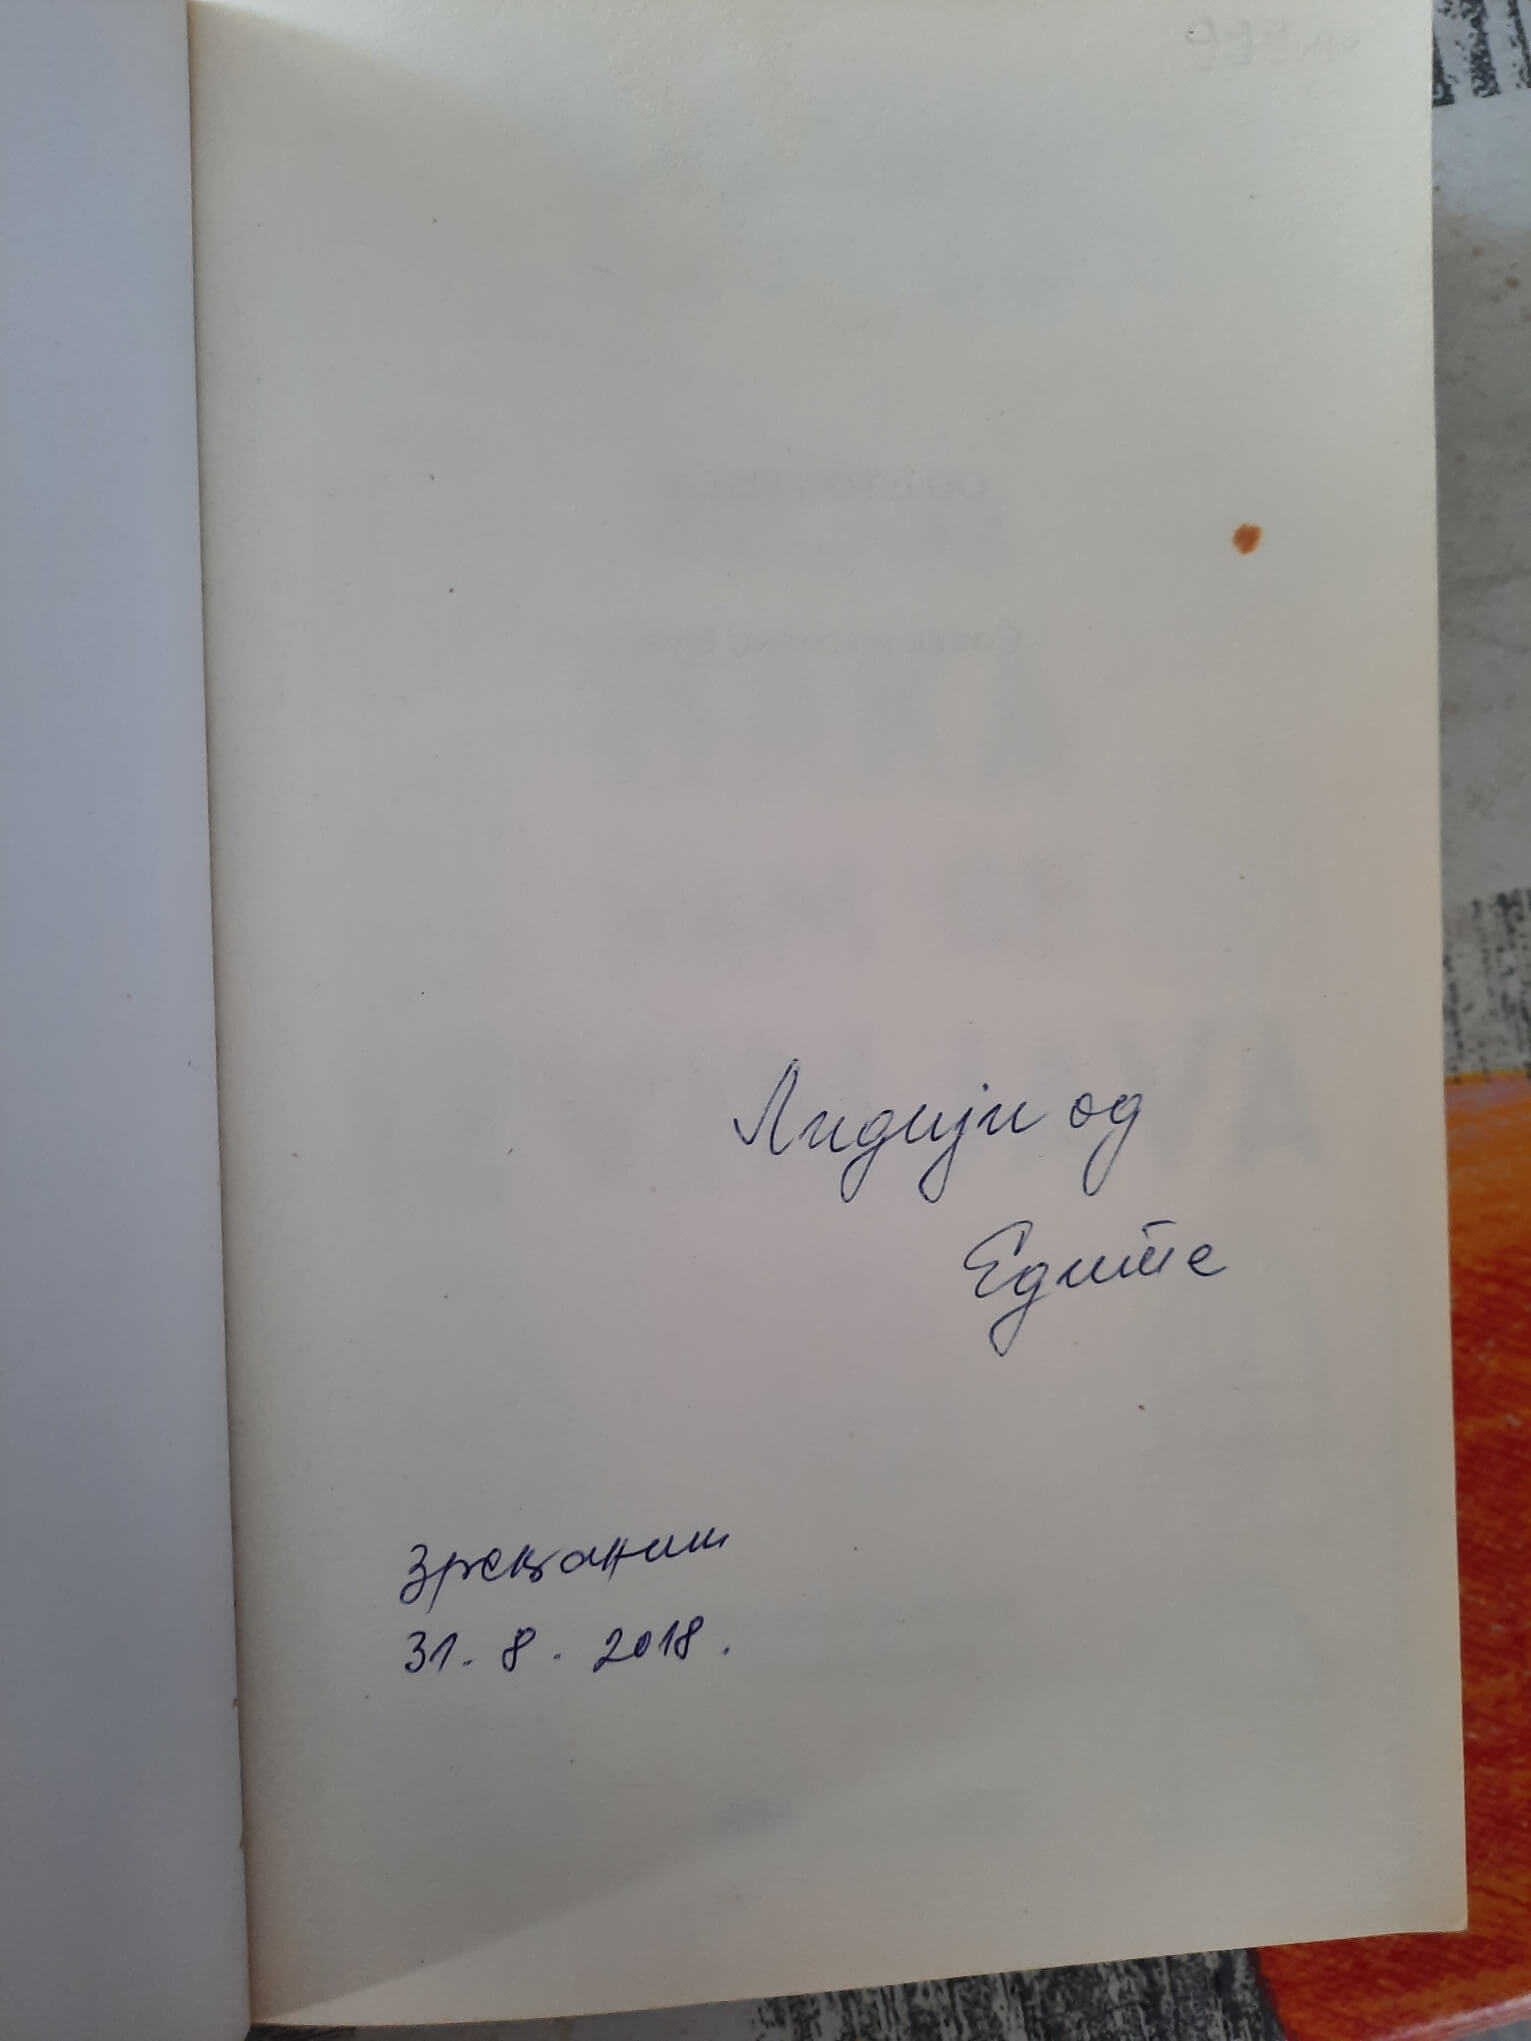 Лидији од
Едите
Зрењанин
31. 8. 2018.